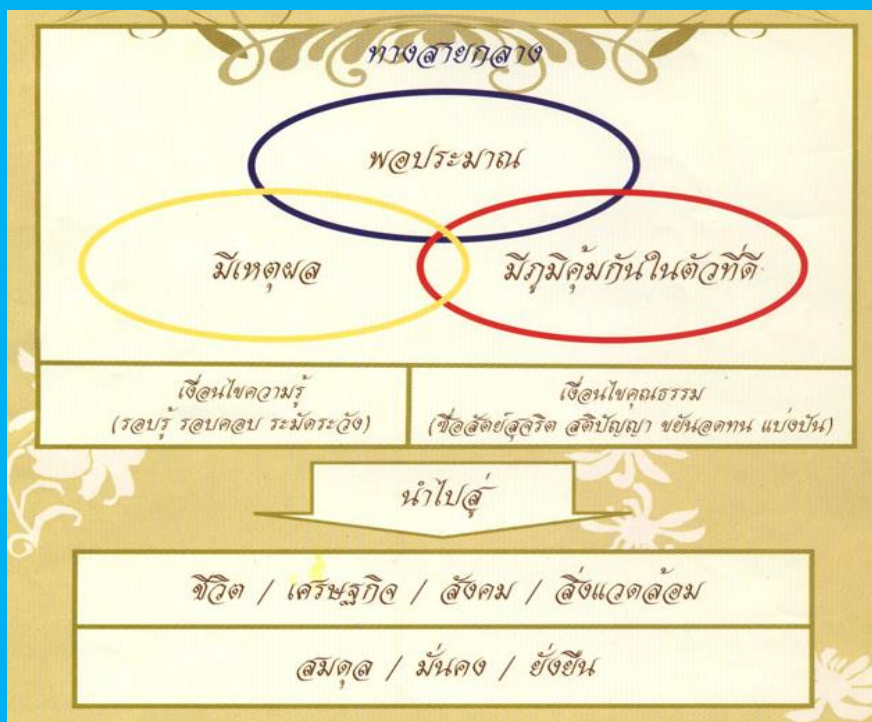 ทางสายกลาง
พอประมาณ
มีเหตุผล
มีภูมิคุ้มกันในตัวที่ดี
เงื่อนไขความรู้
(รอบรู้ รอบคอบ ระมัดระวัง)
เงื่อนไขคุณธรรม
(ซื่อสัตย์สุจริต สติปัญญา ขยันอดทน แบ่งปัน)
นำไปสู่
ชีวิต / เศรษฐกิจ / สังคม / สิ่งแวดล้อม
สมดุล / มั่นคง / ยั่งยืน